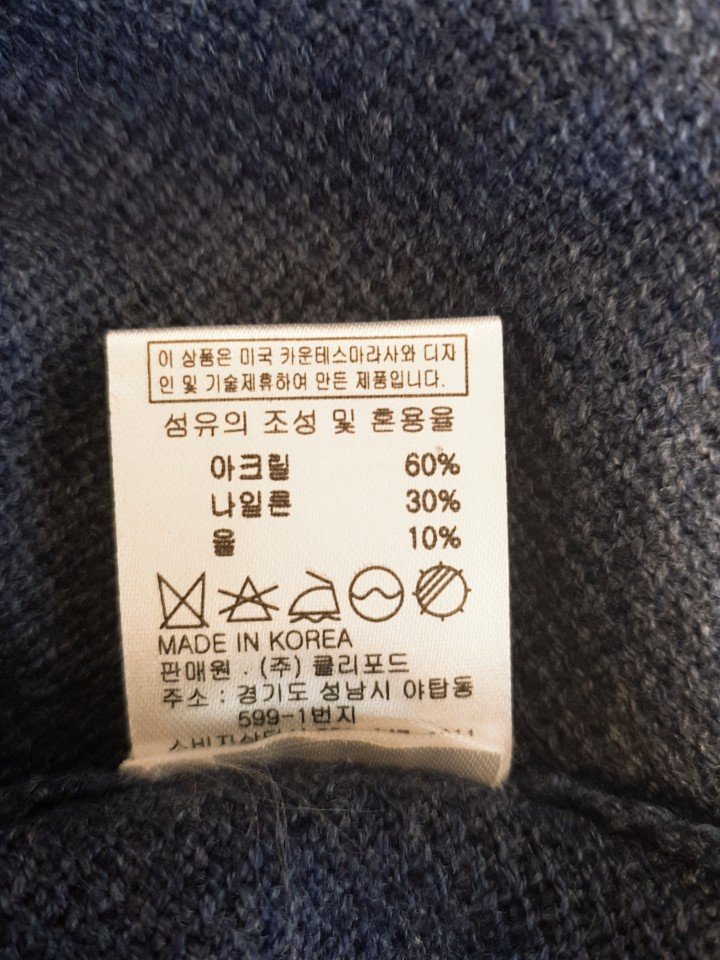 이 상품은 미국 카운테스마라사와 디자
인 및 기술제휴하여 만든 제품입니다.
섬유의 조성 및 혼용율
아크릴 60%
나일론 30%
울 10%
MADE IN KOREA
판매원 . (주) 클리포드
주소 : 경기도 성남시 야탑동
599-1번지